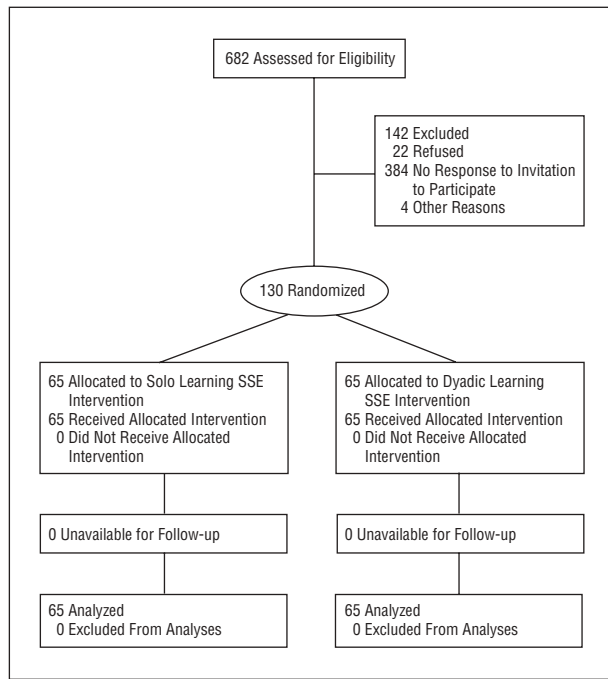 682 Assessed for Eligibility
142 Excluded
22 Refused
384 No Response to Invitation
to Participate
4 Other Reasons
130 Randomized
65 Allocated to Solo Learning SSE
Intervention
65 Received Allocated Intervention
0 Did Not Receive Allocated
Intervention
65 Allocated to Dyadic Learning
SSE Intervention
65 Received Allocated Intervention
0 Did Not Receive Allocated
Intervention
0 Unavailable for Follow-up
0 Unavailable for Follow-up
65 Analyzed
0 Excluded From Analyses
65 Analyzed
0 Excluded From Analyses